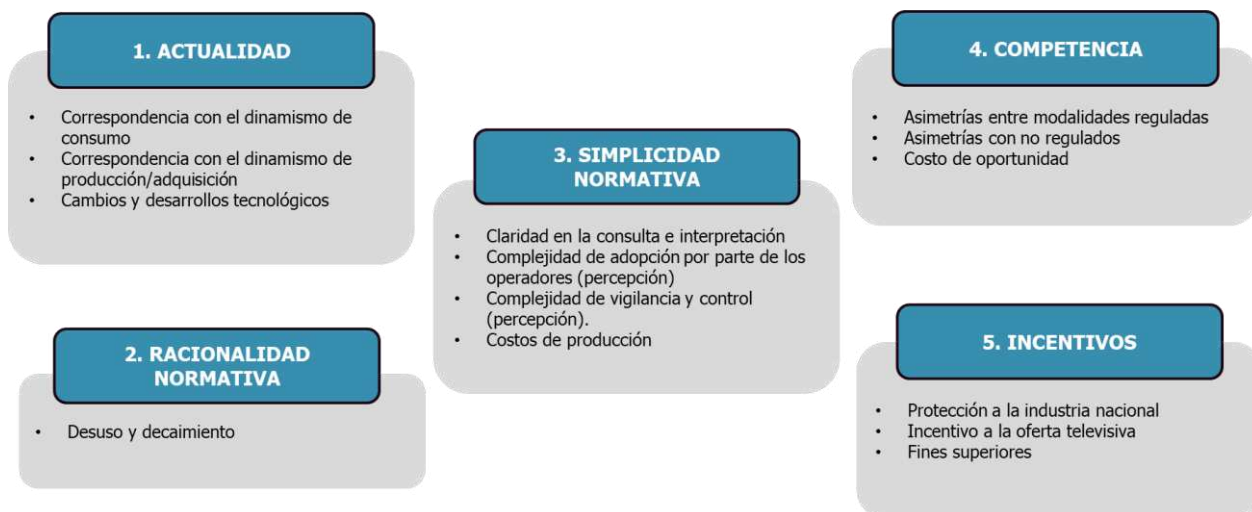 1. ACTUALIDAD
• Correspondencia con el dinamismo de
consumo
• Correspondencia con el dinamismo de
producción/adquisición
• Cambios y desarrollos tecnológicos
2. RACIONALIDAD
NORMATIVA
• Desuso y decaimiento
3. SIMPLICIDAD
NORMATIVA
• Claridad en la consulta e interpretación
• Complejidad de adopción por parte de los
operadores (percepción)
• Complejidad de vigilancia y control
(percepción).
• Costos de producción
4. COMPETENCIA
• Asimetrías entre modalidades reguladas
• Asimetrías con no regulados
• Costo de oportunidad
5. INCENTIVOS
• Protección a la industria nacional
• Incentivo a la oferta televisiva
• Fines superiores